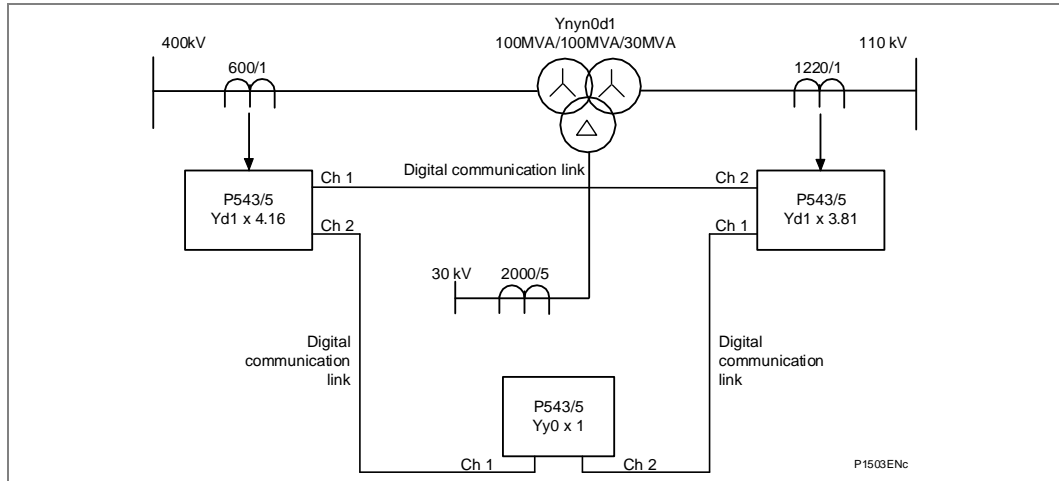 Ynyn0d1
100MVA/100MVA/30MVA
400kV
110 kV
600/1
1220/1
Digital communication link
Ch 1
Ch 2
P543/5
Yd1 x 4.16
P543/5
Yd1 x 3.81
Ch 2
Ch 1
30 kV
2000/5
Digital
communication
link
Digital
communication
link
P543/5
Yy0 x 1
Ch 1
Ch 2
P1503ENc